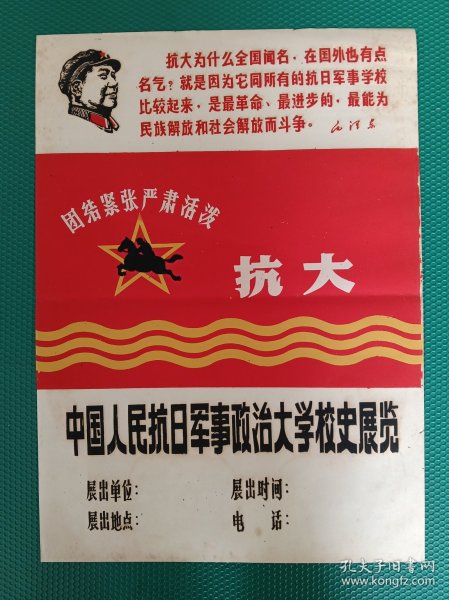 抗大为什么全国闻名，在国外也有点
名气？就是因为它同所有的抗日军事学校
比较起来，是最革命、最进步的，最能为
民族解放和社会解放而斗争。 毛泽东
团结紧张严肃活泼
抗大
中国人民抗日军事政治大学校史展览
展出单位：
展出时间：
展出地点：
电 话：
孔夫子旧书网
www.kongfz.com